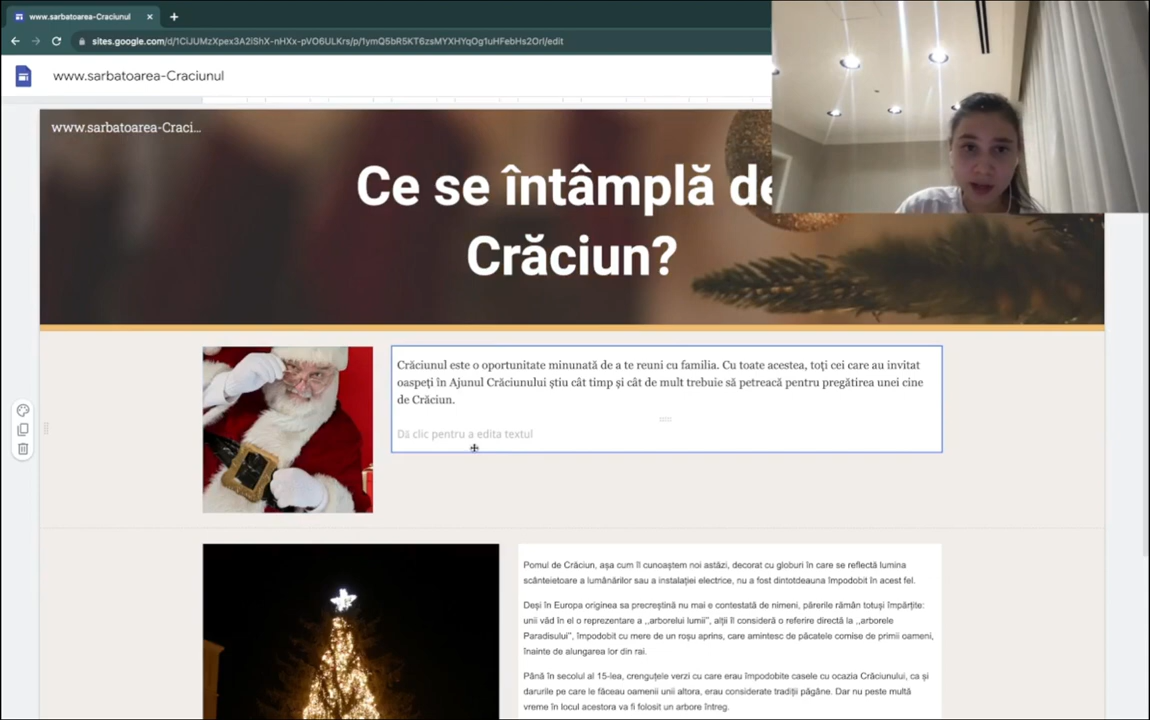 www.sarbatoarea-Craciunul
sites.google.com/d/1CiJUMzXpex3A2iShX-nHXx-pVO6ULKrs/p/1ymQ5bR5KT6zsMYXHYqOg1uHFebHs2OrI/edit
www.sarbatoarea-Craciunul
www.sarbatoarea-Craci...
Ce se întâmplă de
Crăciun?
Crăciunul este o oportunitate minunată de a te reuni cu familia. Cu toate acestea, toți cei care au invitat
oaspeți în Ajunul Crăciunului știu cât timp și cât de mult trebuie să petreacă pentru pregătirea unei cine
de Crăciun.
Dă clic pentru a edita textul
Pomul de Crăciun, așa cum îl cunoaștem noi astăzi, decorat cu globuri în care se reflectă lumina
scânteietoare a lumânărilor sau a instalației electrice, nu a fost dintotdeauna împodobit în acest fel.
Deși în Europa originea sa precreștină nu mai e contestată de nimeni, părerile rămân totuși împărțite:
unii văd în el o reprezentare a ,,arborelui lumii", alții îl consideră o referire directă la ,,arborele
Paradisului", împodobit cu mere de un roșu aprins, care amintesc de păcatele comise de primii oameni,
înainte de alungarea lor din rai.
Până în secolul al 15-lea, crenguțele verzi cu care erau împodobite casele cu ocazia Crăciunului, ca și
darurile pe care le făceau oamenii unii altora, erau considerate tradiții păgâne. Dar nu peste multă
vreme în locul acestora va fi folosit un arbore întreg.